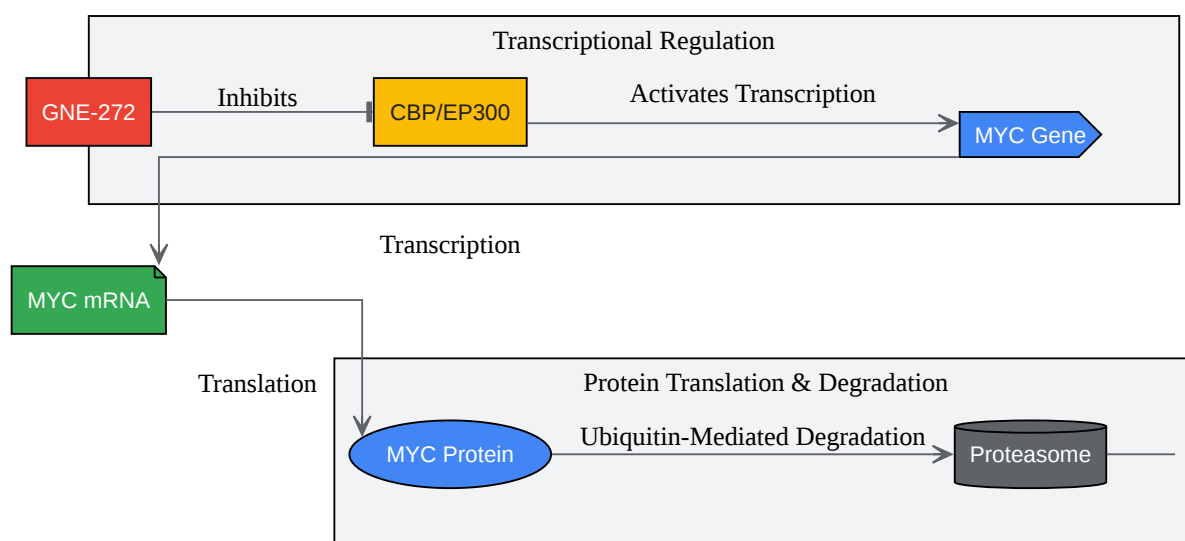 Transcriptional Regulation
GNE-272
Inhibits
CBP/EP300
Activates Transcription
MYC Gene
Transcription
MYC mRNA
Translation
Protein Translation & Degradation
MYC Protein
Ubiquitin-Mediated Degradation
Proteasome